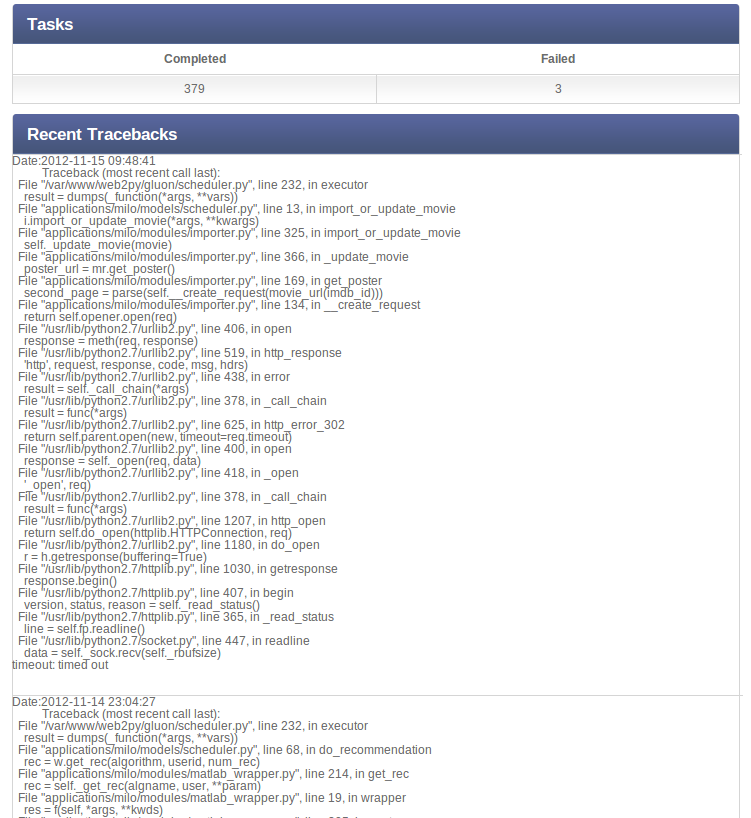 Tasks
Completed Failed
379 3
Recent Tracebacks
Date:2012-11-15 09:48:41
Traceback (most recent call last):
File "/var/www/web2py/gluon/scheduler.py", line 232, in executor
result = dumps(_function(*args, **vars))
File "applications/milo/models/scheduler.py", line 13, in import_or_update_movie
i.import_or_update_movie(*args, **kwargs)
File "applications/milo/modules/importer.py", line 325, in import_or_update_movie
self._update_movie(movie)
File "applications/milo/modules/importer.py", line 366, in _update_movie
poster_url = mr.get_poster()
File "applications/milo/modules/importer.py", line 169, in get_poster
second_page = parse(self.__create_request(movie_url(imdb_id)))
File "applications/milo/modules/importer.py", line 134, in __create_request
return self.opener.open(req)
File "/usr/lib/python2.7/urllib2.py", line 406, in open
response = meth(req, response)
File "/usr/lib/python2.7/urllib2.py", line 519, in http_response
'http', request, response, code, msg, hdrs)
File "/usr/lib/python2.7/urllib2.py", line 438, in error
result = self._call_chain(*args)
File "/usr/lib/python2.7/urllib2.py", line 378, in _call_chain
result = func(*args)
File "/usr/lib/python2.7/urllib2.py", line 625, in http_error_302
return self.parent.open(new, timeout=req.timeout)
File "/usr/lib/python2.7/urllib2.py", line 400, in open
response = self._open(req, data)
File "/usr/lib/python2.7/urllib2.py", line 418, in _open
'_open', req)
File "/usr/lib/python2.7/urllib2.py", line 378, in _call_chain
result = func(*args)
File "/usr/lib/python2.7/urllib2.py", line 1207, in http_open
return self.do_open(httplib.HTTPConnection, req)
File "/usr/lib/python2.7/urllib2.py", line 1180, in do_open
r = h.getresponse(buffering=True)
File "/usr/lib/python2.7/httplib.py", line 1030, in getresponse
response.begin()
File "/usr/lib/python2.7/httplib.py", line 407, in begin
version, status, reason = self._read_status()
File "/usr/lib/python2.7/httplib.py", line 365, in _read_status
line = self.fp.readline()
File "/usr/lib/python2.7/socket.py", line 447, in readline
data = self._sock.recv(self._rbufsize)
timeout: timed out
Date:2012-11-14 23:04:27
Traceback (most recent call last):
File "/var/www/web2py/gluon/scheduler.py", line 232, in executor
result = dumps(_function(*args, **vars))
File "applications/milo/models/scheduler.py", line 68, in do_recommendation
rec = w.get_rec(algorithm, userid, num_rec)
File "applications/milo/modules/matlab_wrapper.py", line 214, in get_rec
rec = self._get_rec(algname, user, **param)
File "applications/milo/modules/matlab_wrapper.py", line 19, in wrapper
res = f(self, *args, **kwds)